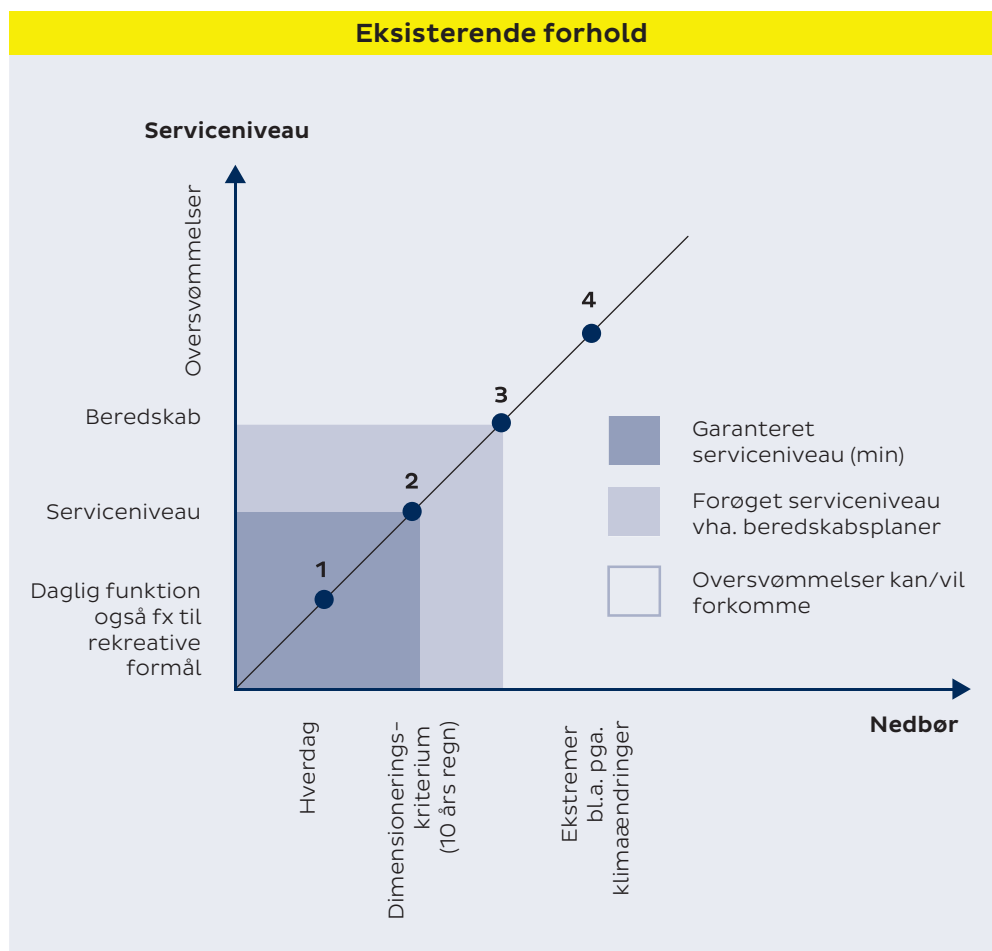 Eksisterende forhold
Serviceniveau
Oversvømmelser
Beredskab
Serviceniveau
Daglig funktion
også fx til
rekreative
formål
4
3
2
1
Garanteret
serviceniveau (min)
Forøget serviceniveau
vha. beredskabsplaner
Oversvømmelser kan/vil
forkomme
Nedbør
Hverdag
Dimensionerings-
kriterium
(10 års regn)
Ekstremer
bl.a. pga.
klimaændringer